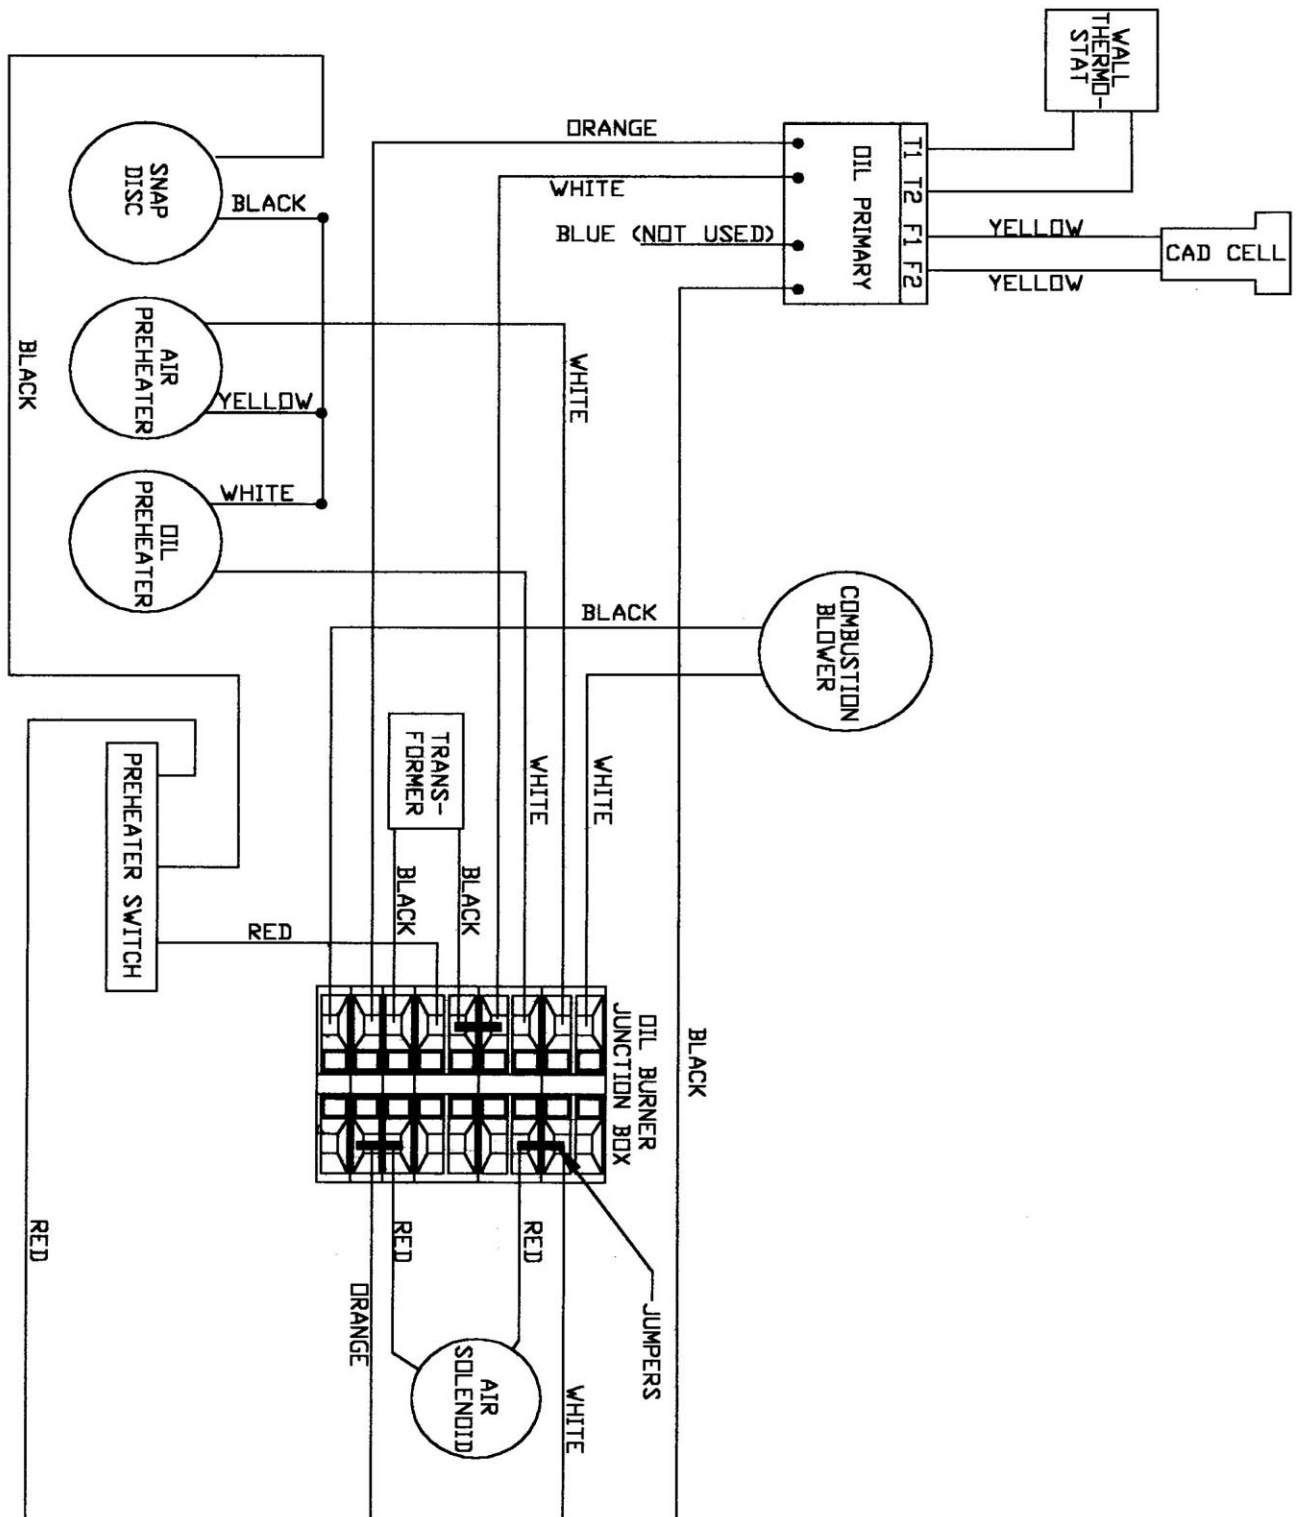 WALL
THERMO-
STAT
ORANGE
WHITE
BLUE (NOT USED)
OIL PRIMARY
T1
T2
F1
F2
YELLOW
YELLOW
CAD CELL
SNAP
DISC
BLACK
AIR
PREHEATER
YELLOW
OIL
PREHEATER
WHITE
BLACK
WHITE
BLACK
COMBUSTION
BLOWER
TRANS-
FORMER
WHITE
WHITE
BLACK
BLACK
PREHEATER SWITCH
RED
OIL BURNER
JUNCTION BOX
BLACK
RED
RED
RED
ORANGE
AIR
SOLENOID
WHITE
JUMPERS